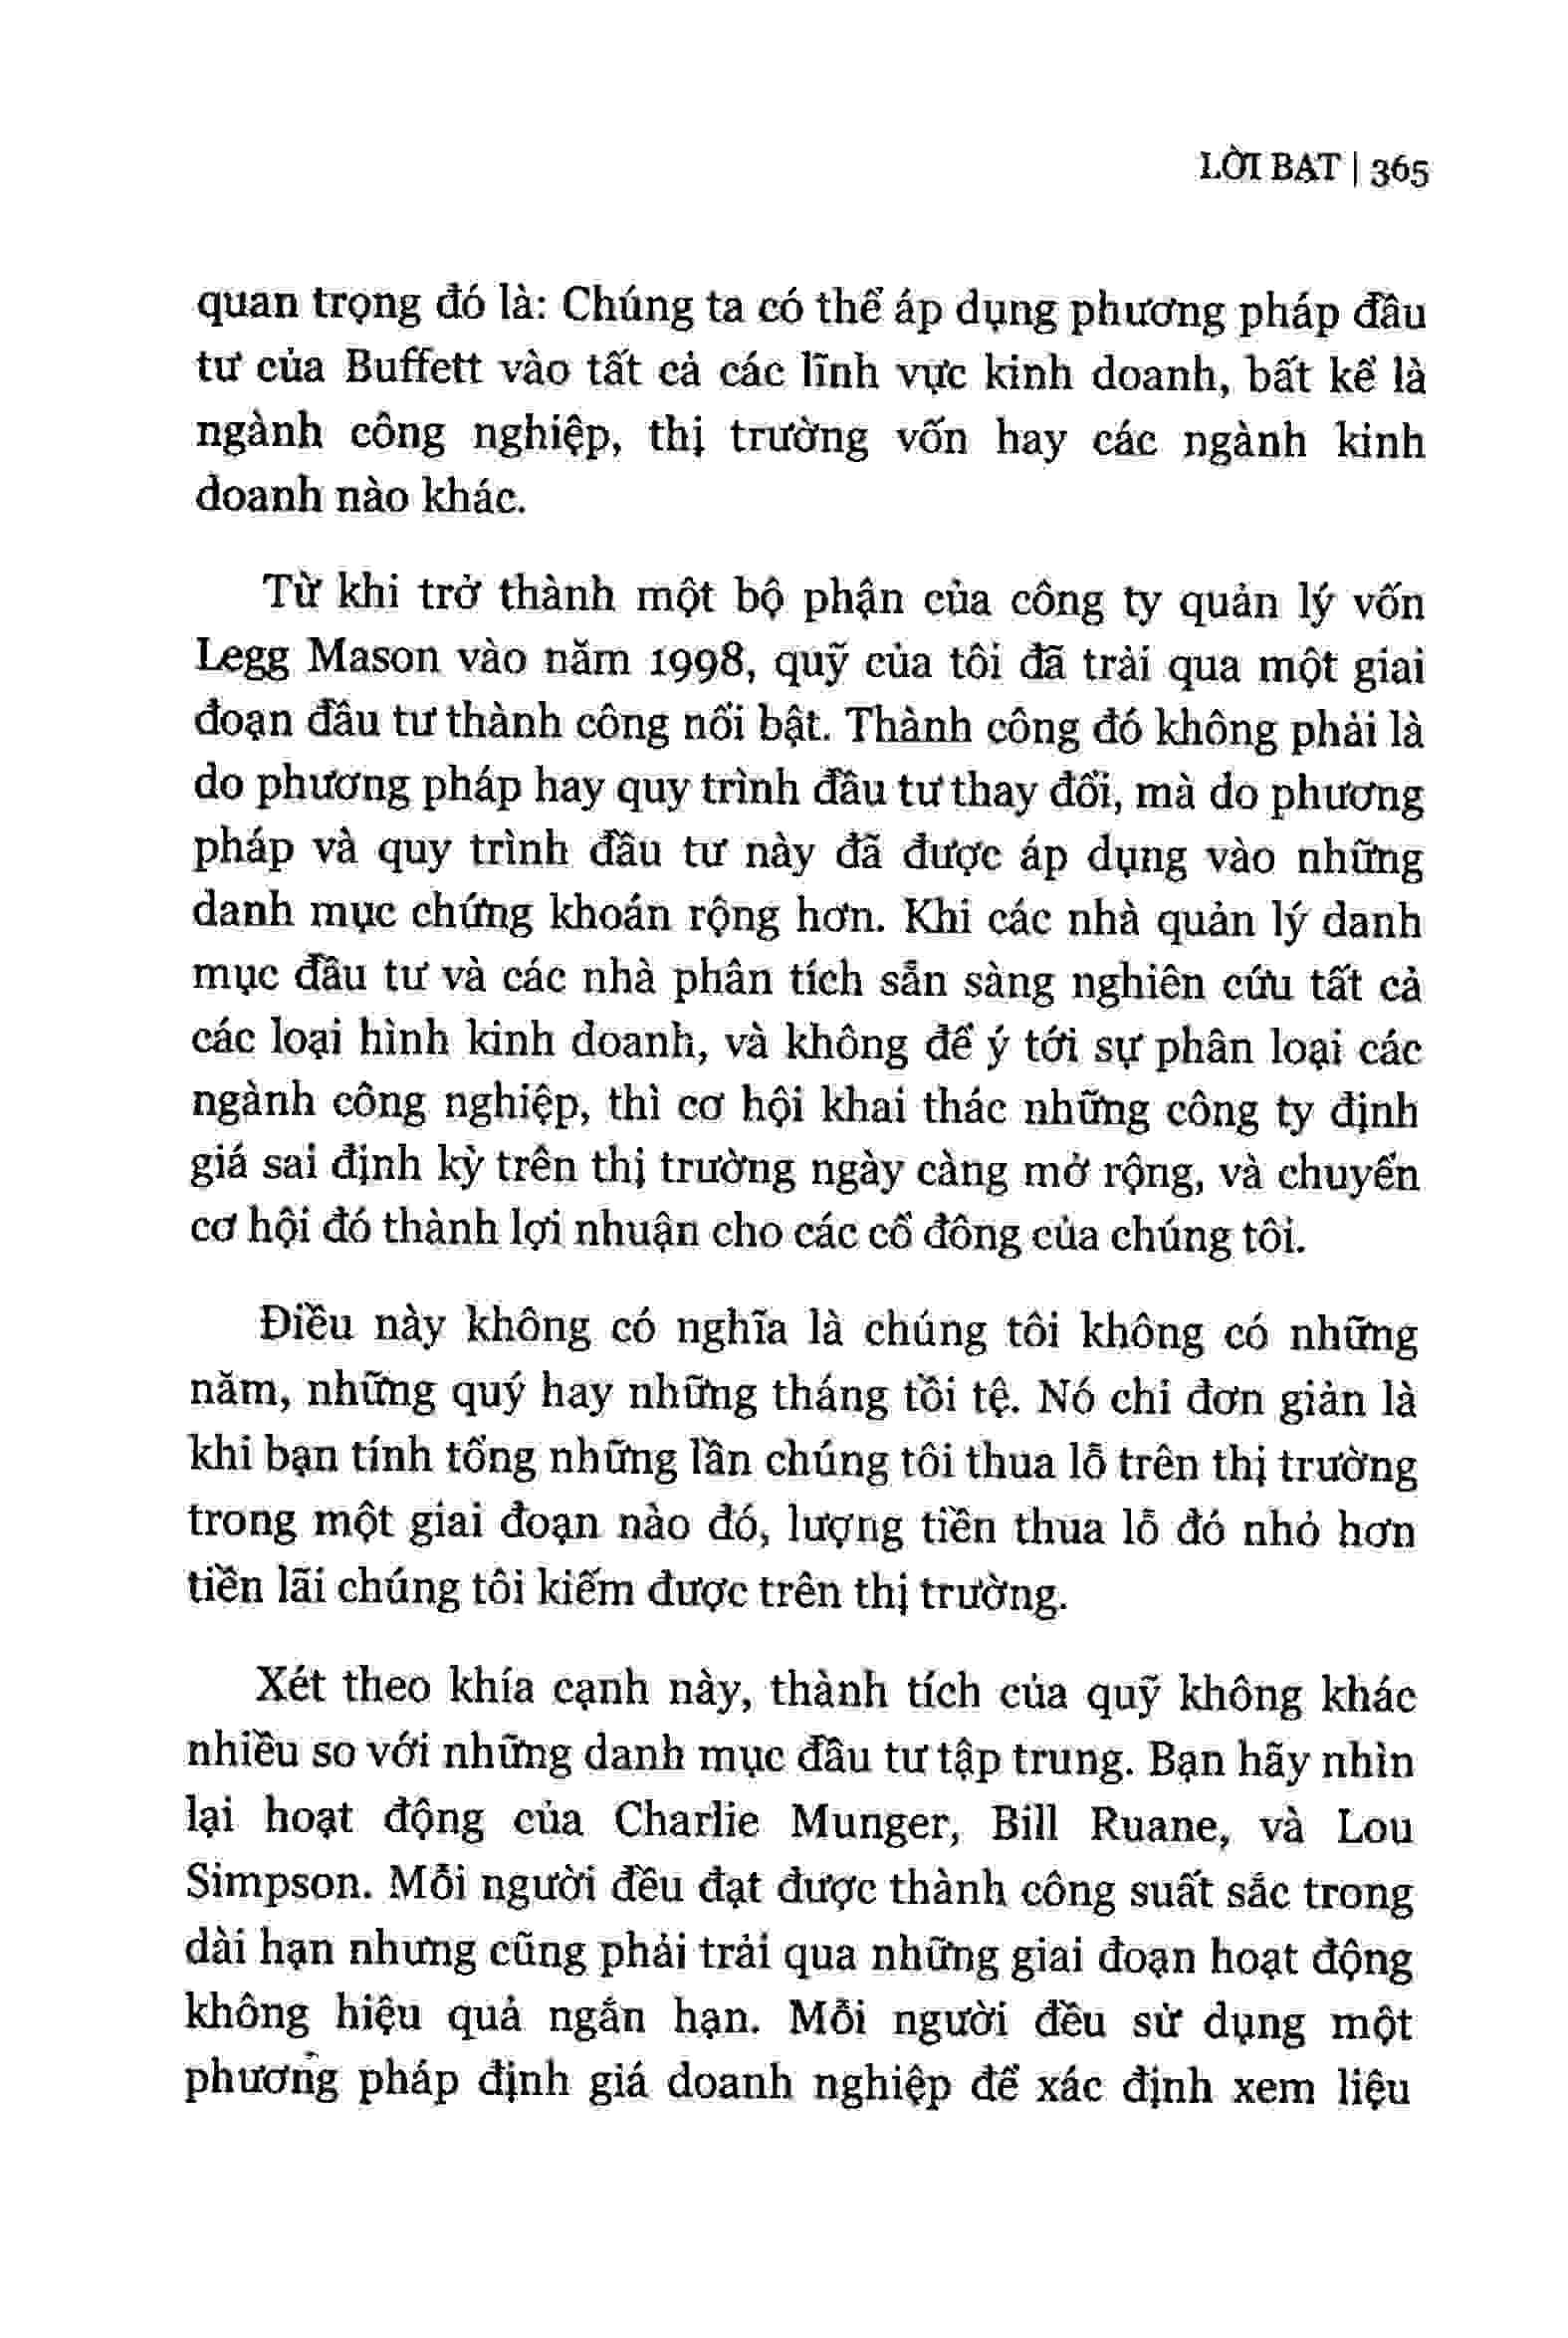 LỜI BẠT | 365
quan trọng đó là: Chúng ta có thể áp dụng phương pháp đầu
tư của Buffett vào tất cả các lĩnh vực kinh doanh, bất kể là
ngành công nghiệp, thị trường vốn hay các ngành kinh
doanh nào khác.
Từ khi trở thành một bộ phận của công ty quản lý vốn
Legg Mason vào năm 1998, quỹ của tôi đã trải qua một giai
đoạn đầu tư thành công nổi bật. Thành công đó không phải là
do phương pháp hay quy trình đầu tư thay đổi, mà do phương
pháp và quy trình đầu tư này đã được áp dụng vào những
danh mục chứng khoán rộng hơn. Khi các nhà quản lý danh
mục đầu tư và các nhà phân tích sẵn sàng nghiên cứu tất cả
các loại hình kinh doanh, và không để ý tới sự phân loại các
ngành công nghiệp, thì cơ hội khai thác những công ty định
giá sai định kỳ trên thị trường ngày càng mở rộng, và chuyển
cơ hội đó thành lợi nhuận cho các cổ đông của chúng tôi.
Điều này không có nghĩa là chúng tôi không có những
năm, những quý hay những tháng tồi tệ. Nó chỉ đơn giản là
khi bạn tính tổng những lần chúng tôi thua lỗ trên thị trường
trong một giai đoạn nào đó, lượng tiền thua lỗ đó nhỏ hơn
tiền lãi chúng tôi kiếm được trên thị trường.
Xét theo khía cạnh này, thành tích của quỹ không khác
nhiều so với những danh mục đầu tư tập trung. Bạn hãy nhìn
lại hoạt động của Charlie Munger, Bill Ruane, và Lou
Simpson. Mỗi người đều đạt được thành công suất sắc trong
dài hạn nhưng cũng phải trải qua những giai đoạn hoạt động
không hiệu quả ngắn hạn. Mỗi người đều sử dụng một
phương pháp định giá doanh nghiệp để xác định xem liệu